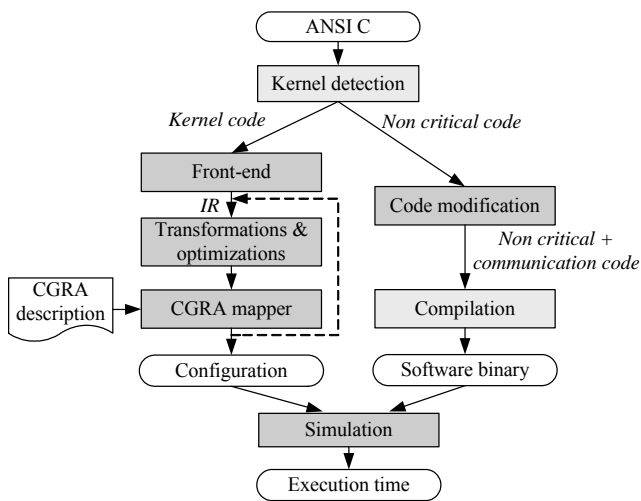 ANSI C
Kernel detection
Kernel code
Non critical code
Front-end
IR
Transformations &
optimizations
Code modification
Non critical +
communication code
CGRA
description
CGRA mapper
Compilation
Configuration
Software binary
Simulation
Execution time